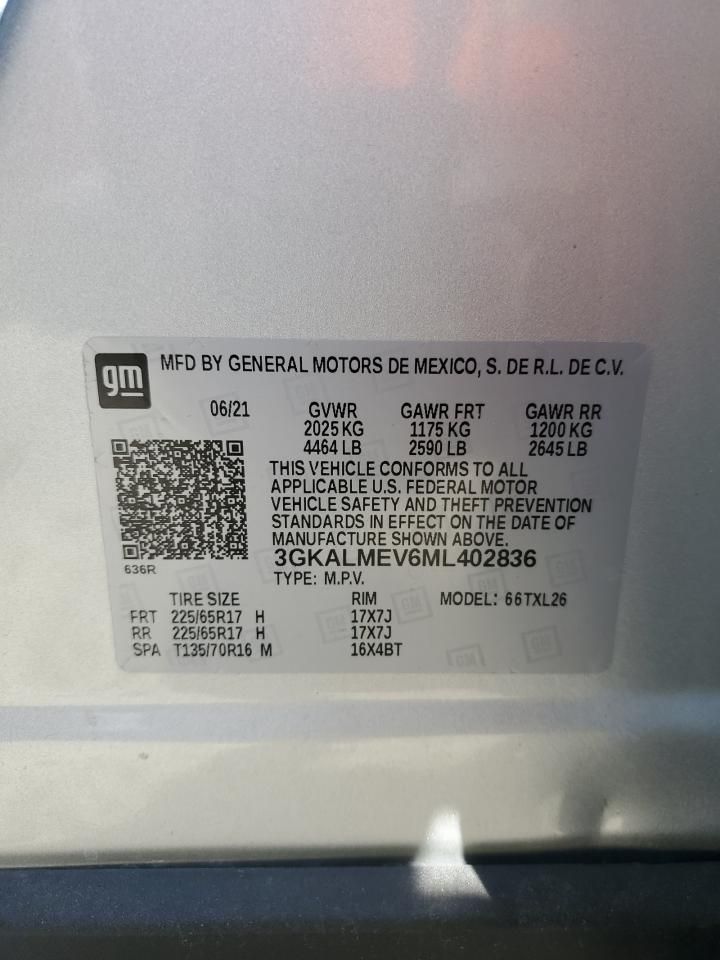 gm
MFD BY GENERAL MOTORS DE MEXICO, S. DE R.L. DE C.V.
06/21 GVWR GAWR FRT GAWR RR
2025 KG 1175 KG 1200 KG
4464 LB 2590 LB 2645 LB
THIS VEHICLE CONFORMS TO ALL
APPLICABLE U.S. FEDERAL MOTOR
VEHICLE SAFETY AND THEFT PREVENTION
STANDARDS IN EFFECT ON THE DATE OF
MANUFACTURE SHOWN ABOVE.
3GKALMEV6ML402836
636R
TYPE: M.P.V.
TIRE SIZE RIM MODEL: 66TXL26
FRT 225/65R17 H 17X7J
RR 225/65R17 H 17X7J
SPA T135/70R16 M 16X4BT